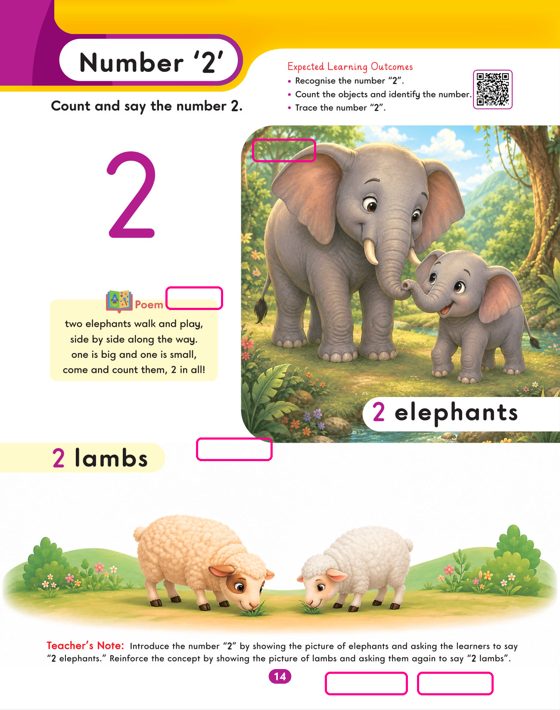 Number ‘2’
Count and say the number 2.
Expected Learning Outcomes
• Recognise the number “2”.
• Count the objects and identify the number.
• Trace the number “2”.
2
Poem
two elephants walk and play,
side by side along the way.
one is big and one is small,
come and count them, 2 in all!
2 elephants
2 lambs
Teacher’s Note: Introduce the number “2” by showing the picture of elephants and asking the learners to say
“2 elephants.” Reinforce the concept by showing the picture of lambs and asking them again to say “2 lambs”.
14